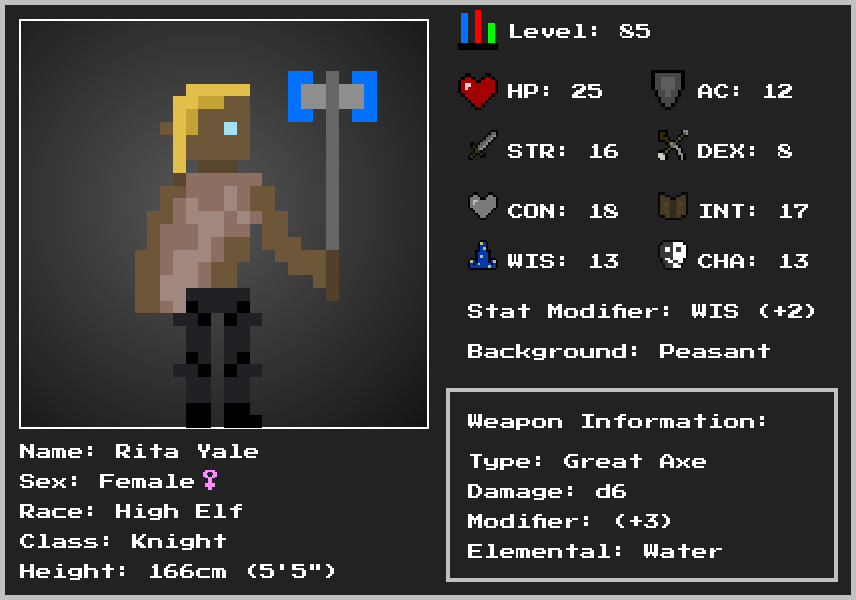 Level: 85
HP: 25 AC: 12
STR: 16 DEX: 8
CON: 18 INT: 17
WIS: 13 CHA: 13
Stat Modifier: WIS (+2)
Background: Peasant
Weapon Information:
Type: Great Axe
Damage: d6
Modifier: (+3)
Elemental: Water
Name: Rita Yale
Sex: Female♀
Race: High Elf
Class: Knight
Height: 166cm (5'5")